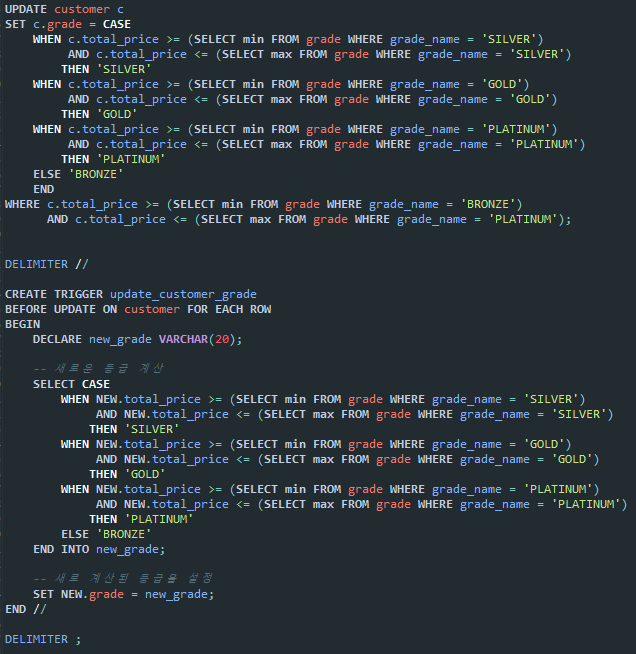 UPDATE customer c
SET c.grade = CASE
    WHEN c.total_price >= (SELECT min FROM grade WHERE grade_name = 'SILVER')
         AND c.total_price <= (SELECT max FROM grade WHERE grade_name = 'SILVER')
        THEN 'SILVER'
    WHEN c.total_price >= (SELECT min FROM grade WHERE grade_name = 'GOLD')
         AND c.total_price <= (SELECT max FROM grade WHERE grade_name = 'GOLD')
        THEN 'GOLD'
    WHEN c.total_price >= (SELECT min FROM grade WHERE grade_name = 'PLATINUM')
         AND c.total_price <= (SELECT max FROM grade WHERE grade_name = 'PLATINUM')
        THEN 'PLATINUM'
    ELSE 'BRONZE'
    END
WHERE c.total_price >= (SELECT min FROM grade WHERE grade_name = 'BRONZE')
      AND c.total_price <= (SELECT max FROM grade WHERE grade_name = 'PLATINUM');
DELIMITER //
CREATE TRIGGER update_customer_grade
BEFORE UPDATE ON customer FOR EACH ROW
BEGIN
    DECLARE new_grade VARCHAR(20);
    -- 새로운 등급 계산
    SELECT CASE
        WHEN NEW.total_price >= (SELECT min FROM grade WHERE grade_name = 'SILVER')
             AND NEW.total_price <= (SELECT max FROM grade WHERE grade_name = 'SILVER')
            THEN 'SILVER'
        WHEN NEW.total_price >= (SELECT min FROM grade WHERE grade_name = 'GOLD')
             AND NEW.total_price <= (SELECT max FROM grade WHERE grade_name = 'GOLD')
            THEN 'GOLD'
        WHEN NEW.total_price >= (SELECT min FROM grade WHERE grade_name = 'PLATINUM')
             AND NEW.total_price <= (SELECT max FROM grade WHERE grade_name = 'PLATINUM')
            THEN 'PLATINUM'
        ELSE 'BRONZE'
    END INTO new_grade;
    -- 새로 계산된 등급을 설정
    SET NEW.grade = new_grade;
END //
DELIMITER ;